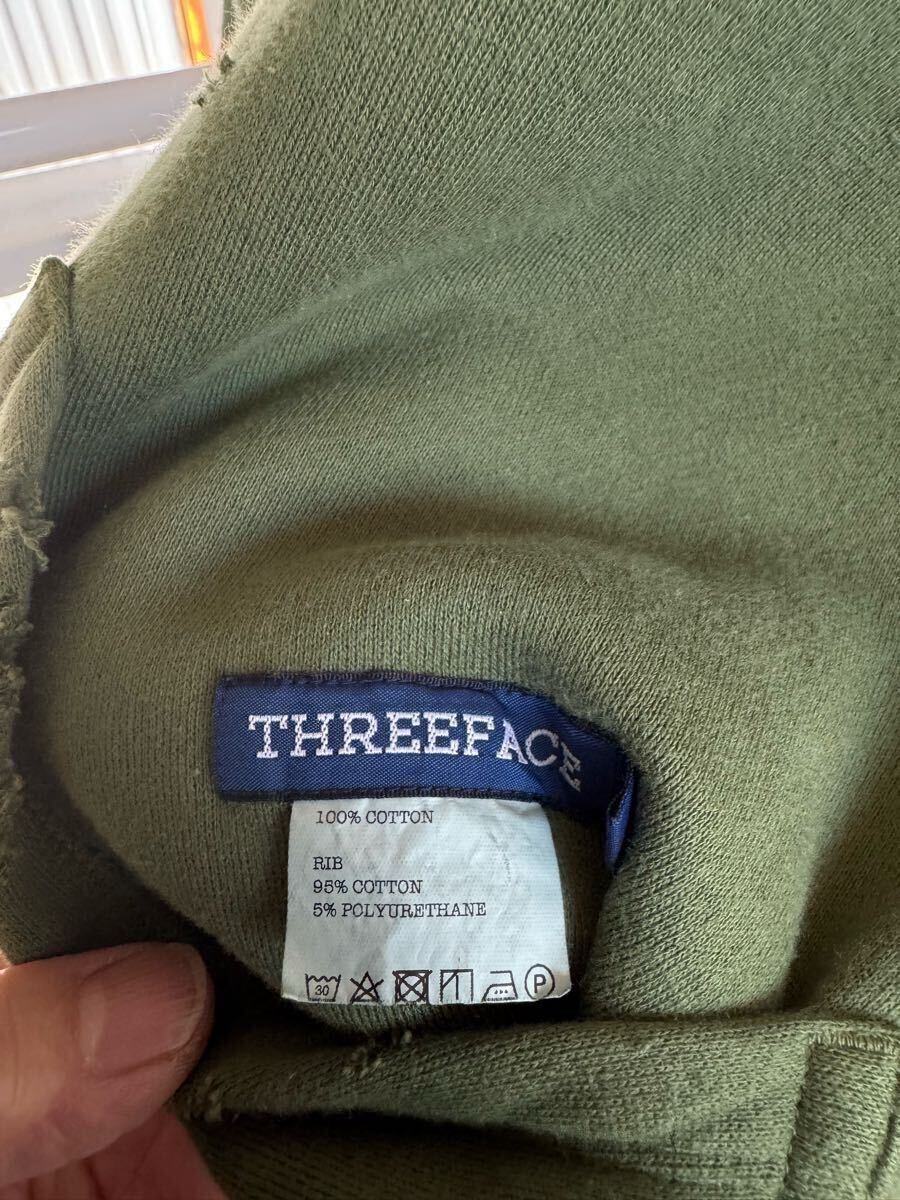 THREEFACE
100% COTTON
RIB
95% COTTON
5% POLYURETHANE
30 P